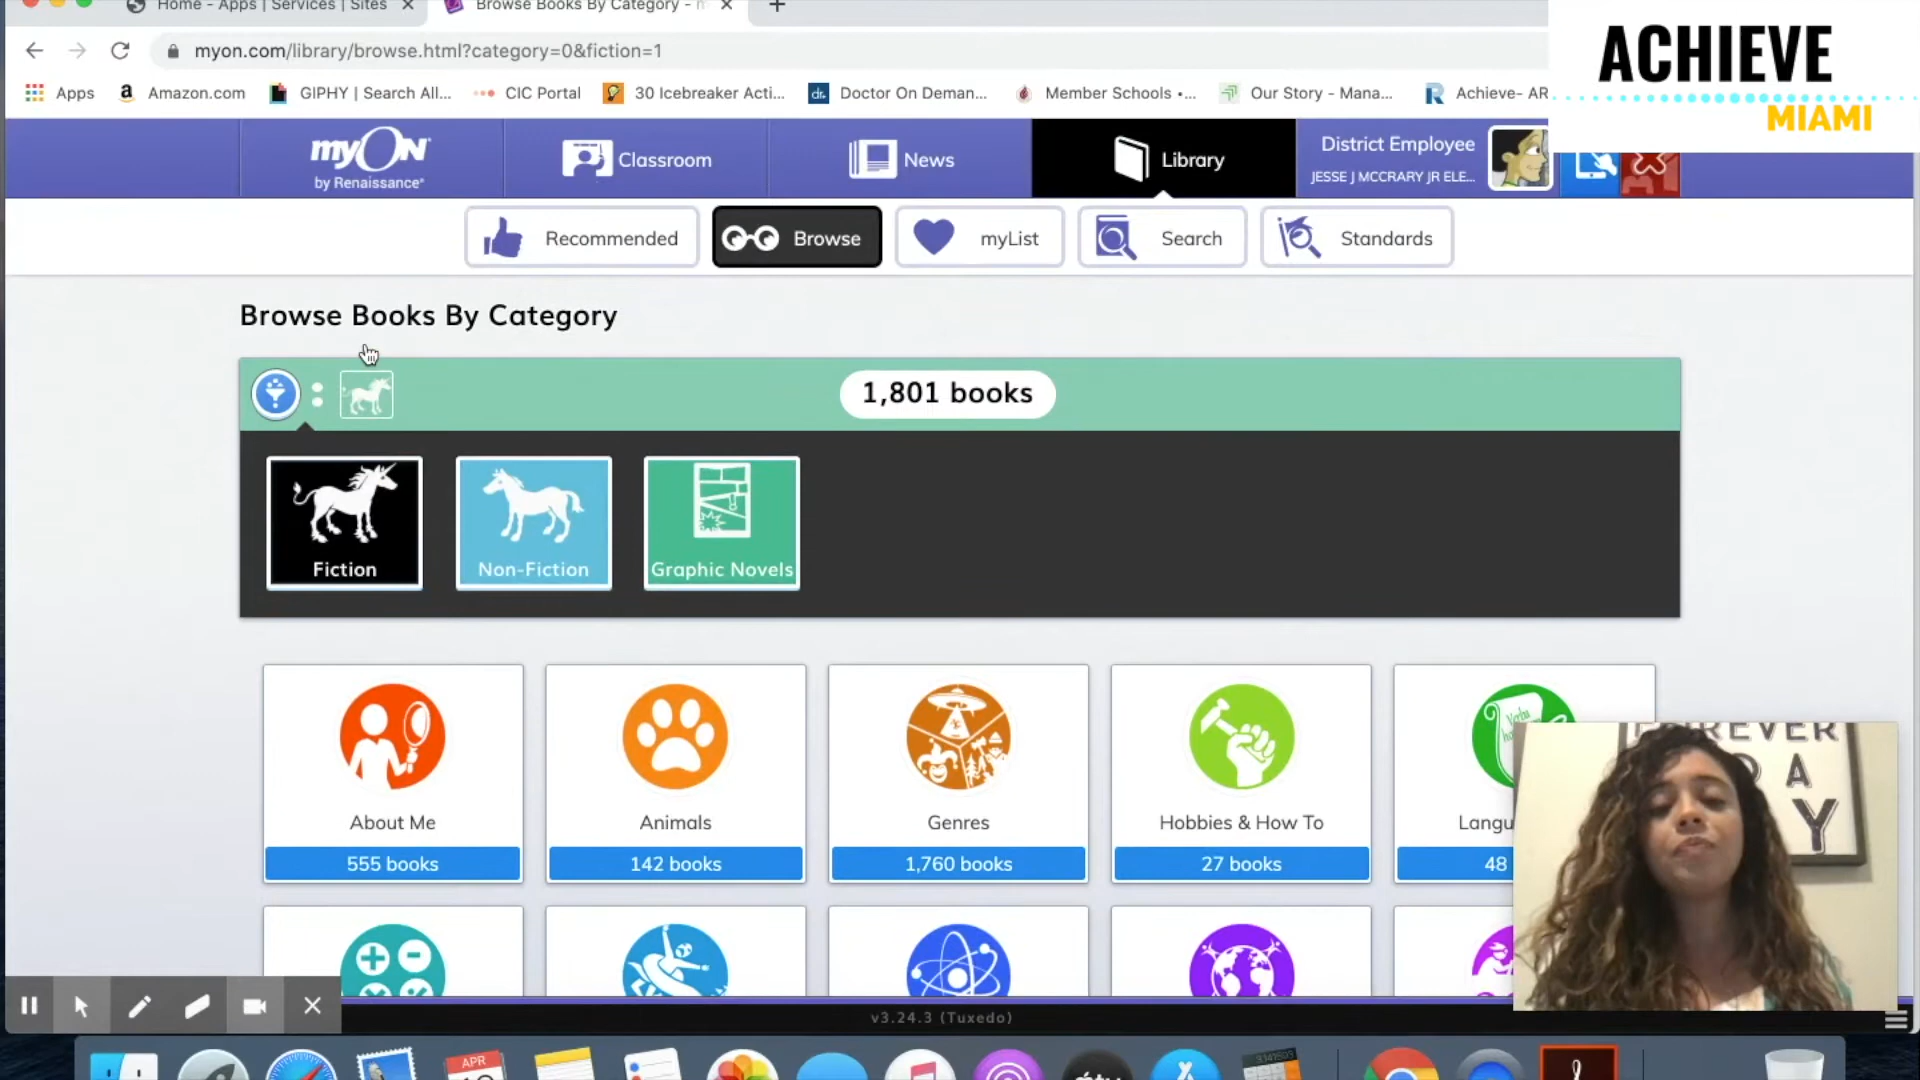 Home - Apps | Services | Sites
Browse Books By Category -
myon.com/library/browse.html?category=0&fiction=1
ACHIEVE
MIAMI
Apps
Amazon.com
GIPHY | Search All...
CIC Portal
30 Icebreaker Acti...
dr.
Doctor On Deman...
Member Schools •...
Our Story - Mana...
Achieve- AR
myON
by Renaissance
Classroom
News
Library
District Employee
JESSE J MCCRARY JR ELE...
Recommended
Browse
myList
Search
Standards
Browse Books By Category
1,801 books
Fiction
Non-Fiction
Graphic Novels
About Me
Animals
Genres
Hobbies & How To
555 books
142 books
1,760 books
27 books
48
FOREVER
A
Y
v3.24.3 (Tuxedo)
APR